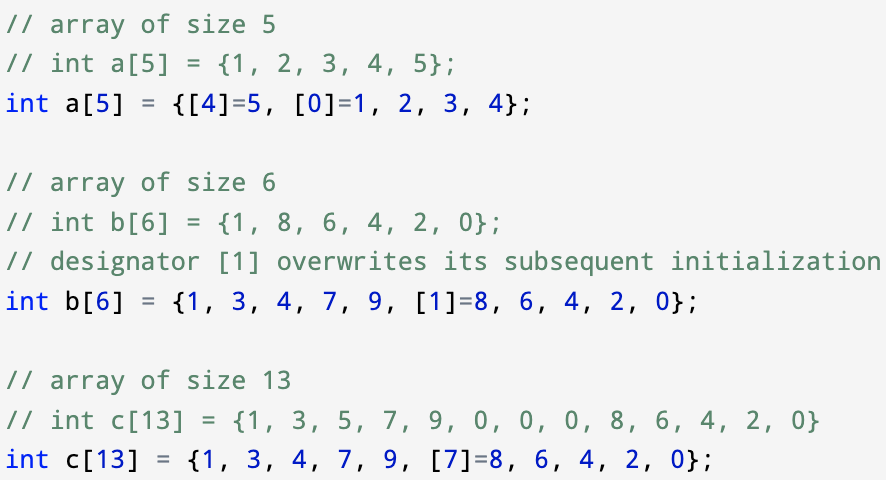 // array of size 5
// int a[5] = {1, 2, 3, 4, 5};
int a[5] = {[4]=5, [0]=1, 2, 3, 4};
// array of size 6
// int b[6] = {1, 8, 6, 4, 2, 0};
// designator [1] overwrites its subsequent initialization
int b[6] = {1, 3, 4, 7, 9, [1]=8, 6, 4, 2, 0};
// array of size 13
// int c[13] = {1, 3, 5, 7, 9, 0, 0, 0, 8, 6, 4, 2, 0}
int c[13] = {1, 3, 4, 7, 9, [7]=8, 6, 4, 2, 0};